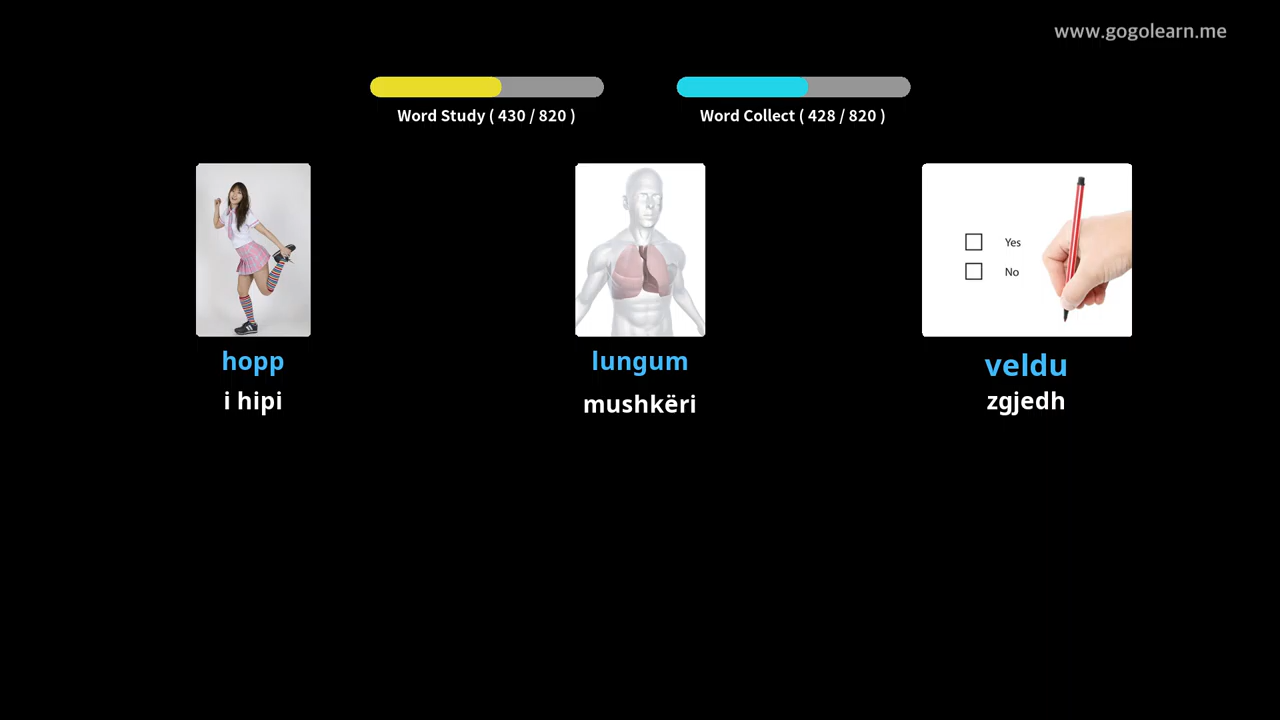 www.gogolearn.me
Word Study ( 430 / 820 )
Word Collect ( 428 / 820 )
Yes
No
hopp
i hipi
lungum
mushkëri
veldu
zgjedh